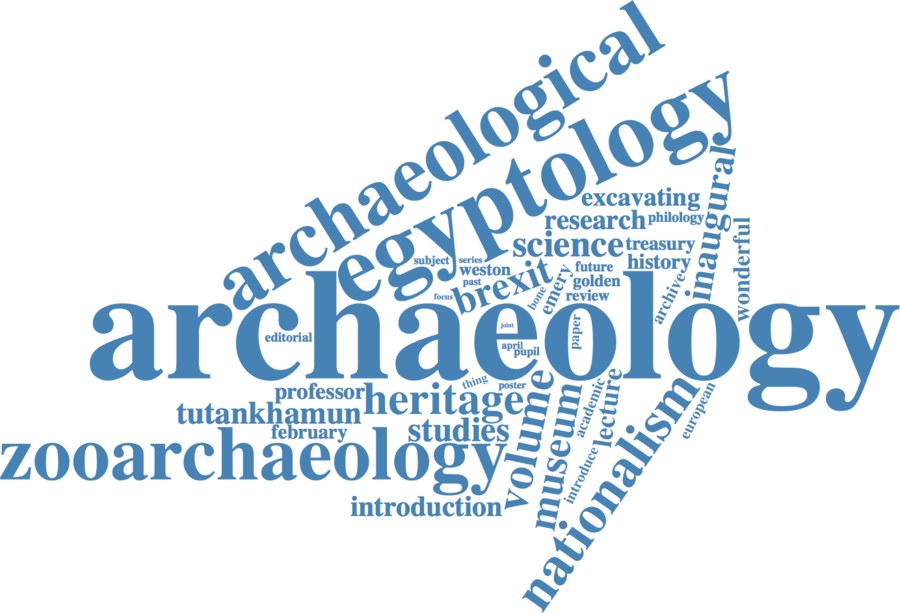 archaeological
egyptology
excavating
research
philology
inaugural
science
treasury
wonderful
subject
series
history
weston
brexit
emery
future
past
golden
archive
focus
bone
review
archaeology
editorial
joint
paper
april
pupil
professor
heritage
thing
poster
volume
academic
european
tutankhamun
february
studies
museum
lecture
nationalism
zooarchaeology
introduce
introduction